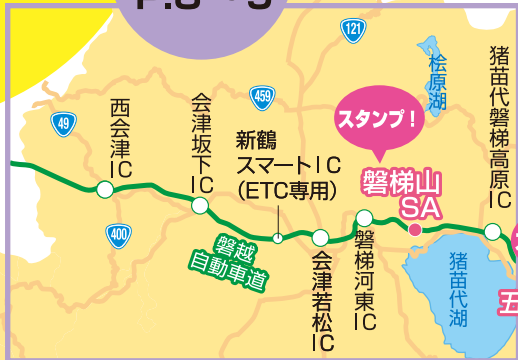 121
桧原湖
猪苗代磐梯高原IC
459
スタンプ！
49
西会津IC
会津坂下IC
新鶴
スマートIC
（ETC専用）
磐梯山
SA
400
磐越
自動車道
会津若松IC
磐梯河東IC
猪苗代湖
五